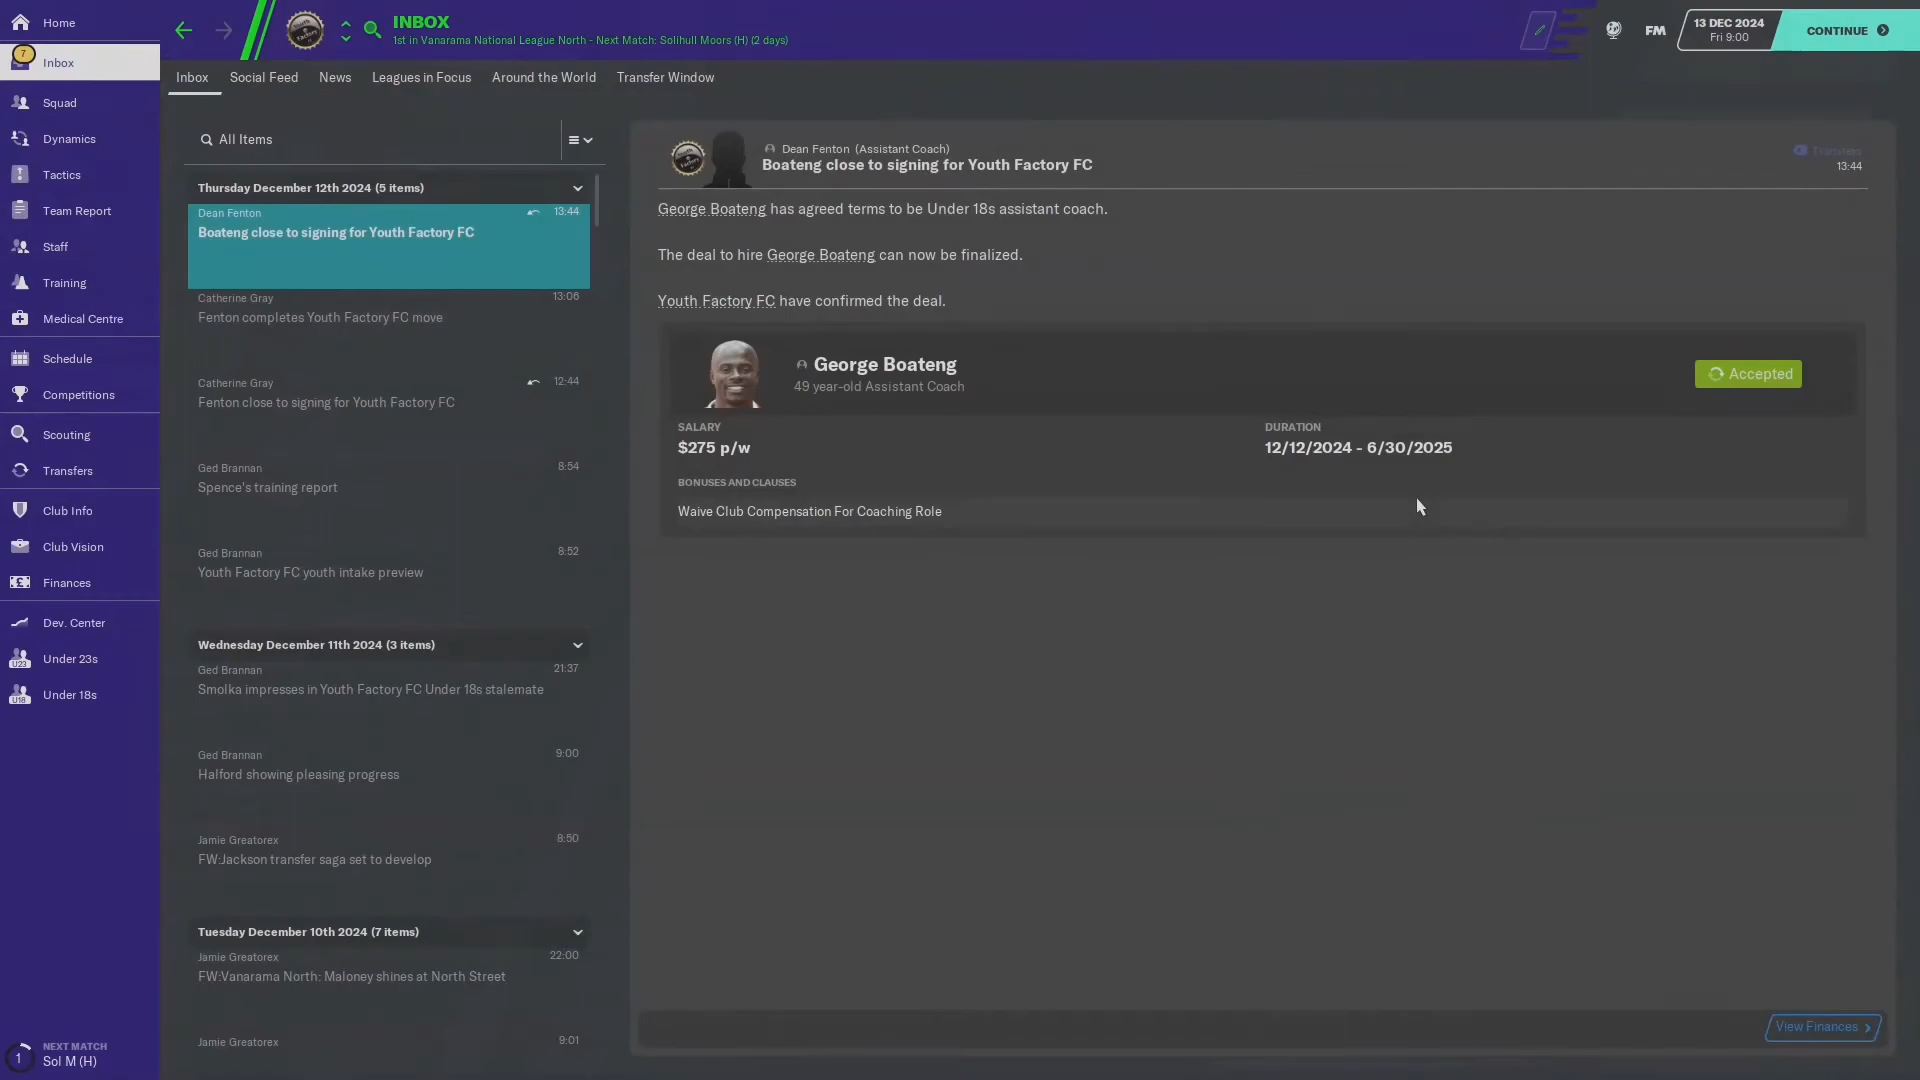 Home
7
Inbox
Squad
Dynamics
Tactics
Team Report
Staff
Training
Medical Centre
Schedule
Competitions
Scouting
Transfers
Club Info
Club Vision
Finances
Dev. Center
U23
Under 23s
U18
Under 18s
1
NEXT MATCH
Sol M (H)
INBOX
1st in Vanarama National League North - Next Match: Solihull Moors (H) (2 days)
FM
13 DEC 2024
Fri 9:00
CONTINUE
Inbox
Social Feed
News
Leagues in Focus
Around the World
Transfer Window
All Items
Thursday December 12th 2024 (5 items)
Dean Fenton
13:44
Boateng close to signing for Youth Factory FC
Catherine Gray
13:06
Fenton completes Youth Factory FC move
Catherine Gray
12:44
Fenton close to signing for Youth Factory FC
Ged Brannan
8:54
Spence's training report
Ged Brannan
8:52
Youth Factory FC youth intake preview
Wednesday December 11th 2024 (3 items)
Ged Brannan
21:37
Smolka impresses in Youth Factory FC Under 18s stalemate
Ged Brannan
9:00
Halford showing pleasing progress
Jamie Greatorex
8:50
FW:Jackson transfer saga set to develop
Tuesday December 10th 2024 (7 items)
Jamie Greatorex
22:00
FW:Vanarama North: Maloney shines at North Street
Jamie Greatorex
9:01
Dean Fenton (Assistant Coach)
Boateng close to signing for Youth Factory FC
Transfers
13:44
George Boateng has agreed terms to be Under 18s assistant coach.
The deal to hire George Boateng can now be finalized.
Youth Factory FC have confirmed the deal.
George Boateng
49 year-old Assistant Coach
Accepted
SALARY
$275 p/w
DURATION
12/12/2024 - 6/30/2025
BONUSES AND CLAUSES
Waive Club Compensation For Coaching Role
View Finances